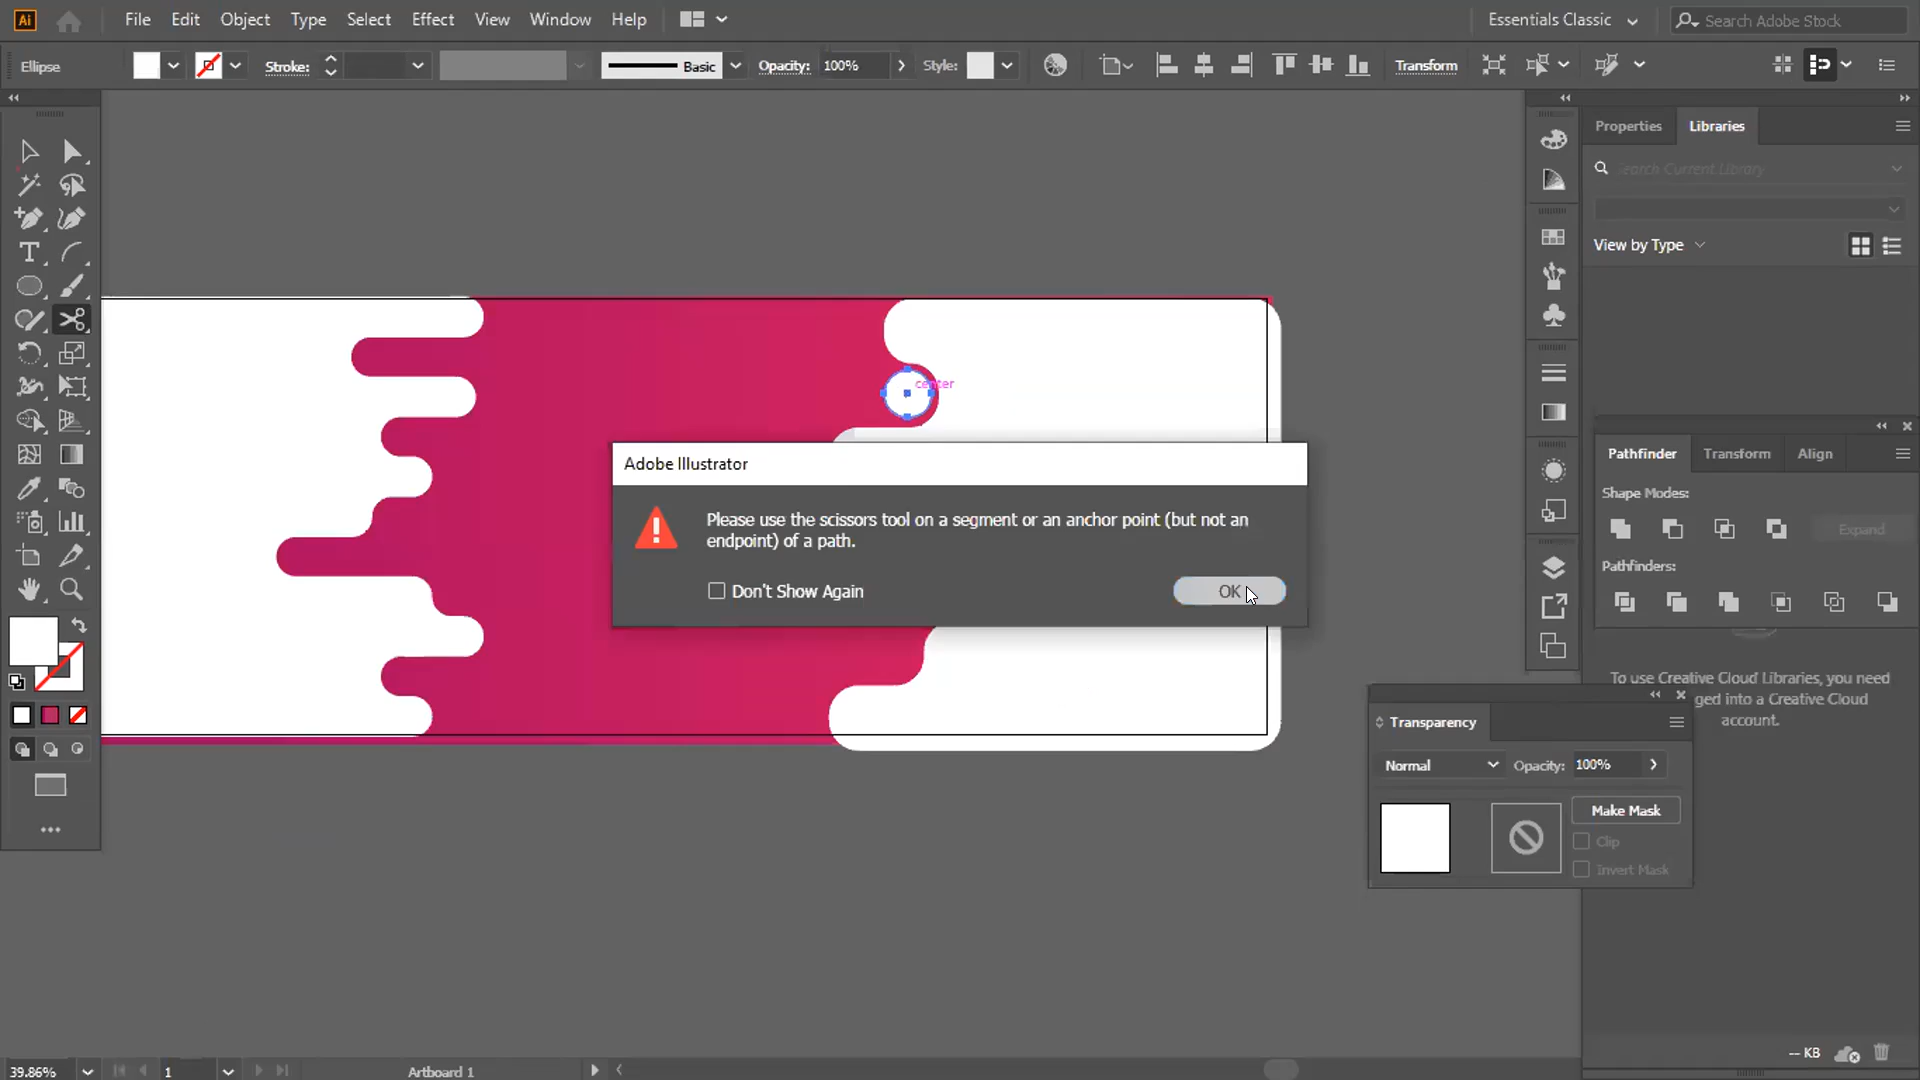 Ai
File
Edit
Object
Type
Select
Effect
View
Window
Help
Essentials Classic
Search Adobe Stock
Ellipse
Stroke:
Basic
Opacity:
100%
Style:
Transform
Properties
Libraries
Search Current Library
View by Type
center
Adobe Illustrator
Please use the scissors tool on a segment or an anchor point (but not an
endpoint) of a path.
Don't Show Again
OK
Pathfinder
Transform
Align
Shape Modes:
Expand
Pathfinders:
To use Creative Cloud Libraries, you need
ged into a Creative Cloud
account.
Transparency
Normal
Opacity:
100%
Make Mask
Clip
Invert Mask
-- KB
39.86%
1
Artboard 1